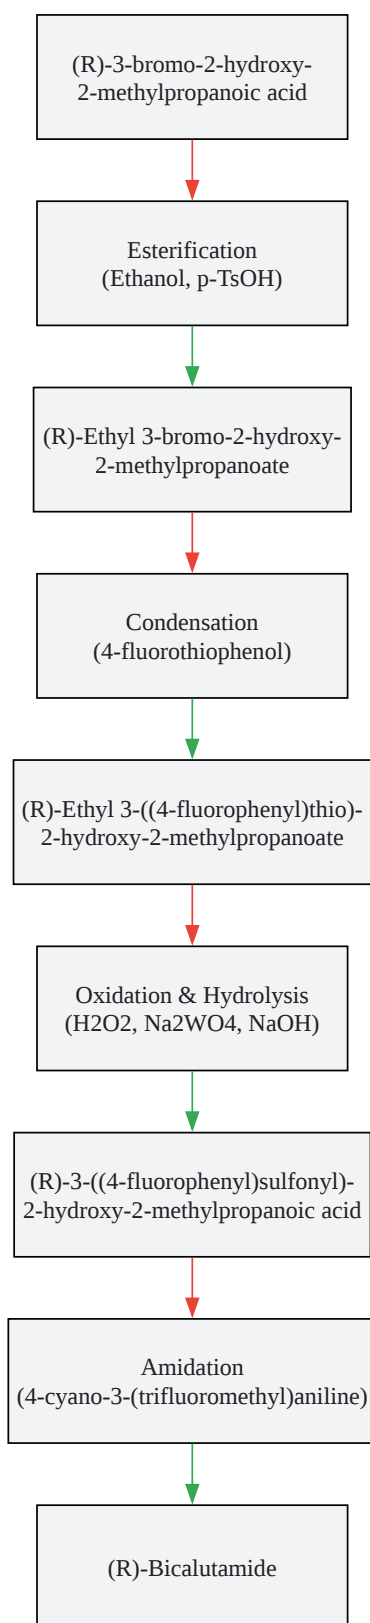 (R)-3-bromo-2-hydroxy-
2-methylpropanoic acid
Esterification
(Ethanol, p-TsOH)
(R)-Ethyl 3-bromo-2-hydroxy-
2-methylpropanoate
Condensation
(4-fluorothiophenol)
(R)-Ethyl 3-((4-fluorophenyl)thio)-
2-hydroxy-2-methylpropanoate
Oxidation & Hydrolysis
(H2O2, Na2WO4, NaOH)
(R)-3-((4-fluorophenyl)sulfonyl)-
2-hydroxy-2-methylpropanoic acid
Amidation
(4-cyano-3-(trifluoromethyl)aniline)
(R)-Bicalutamide